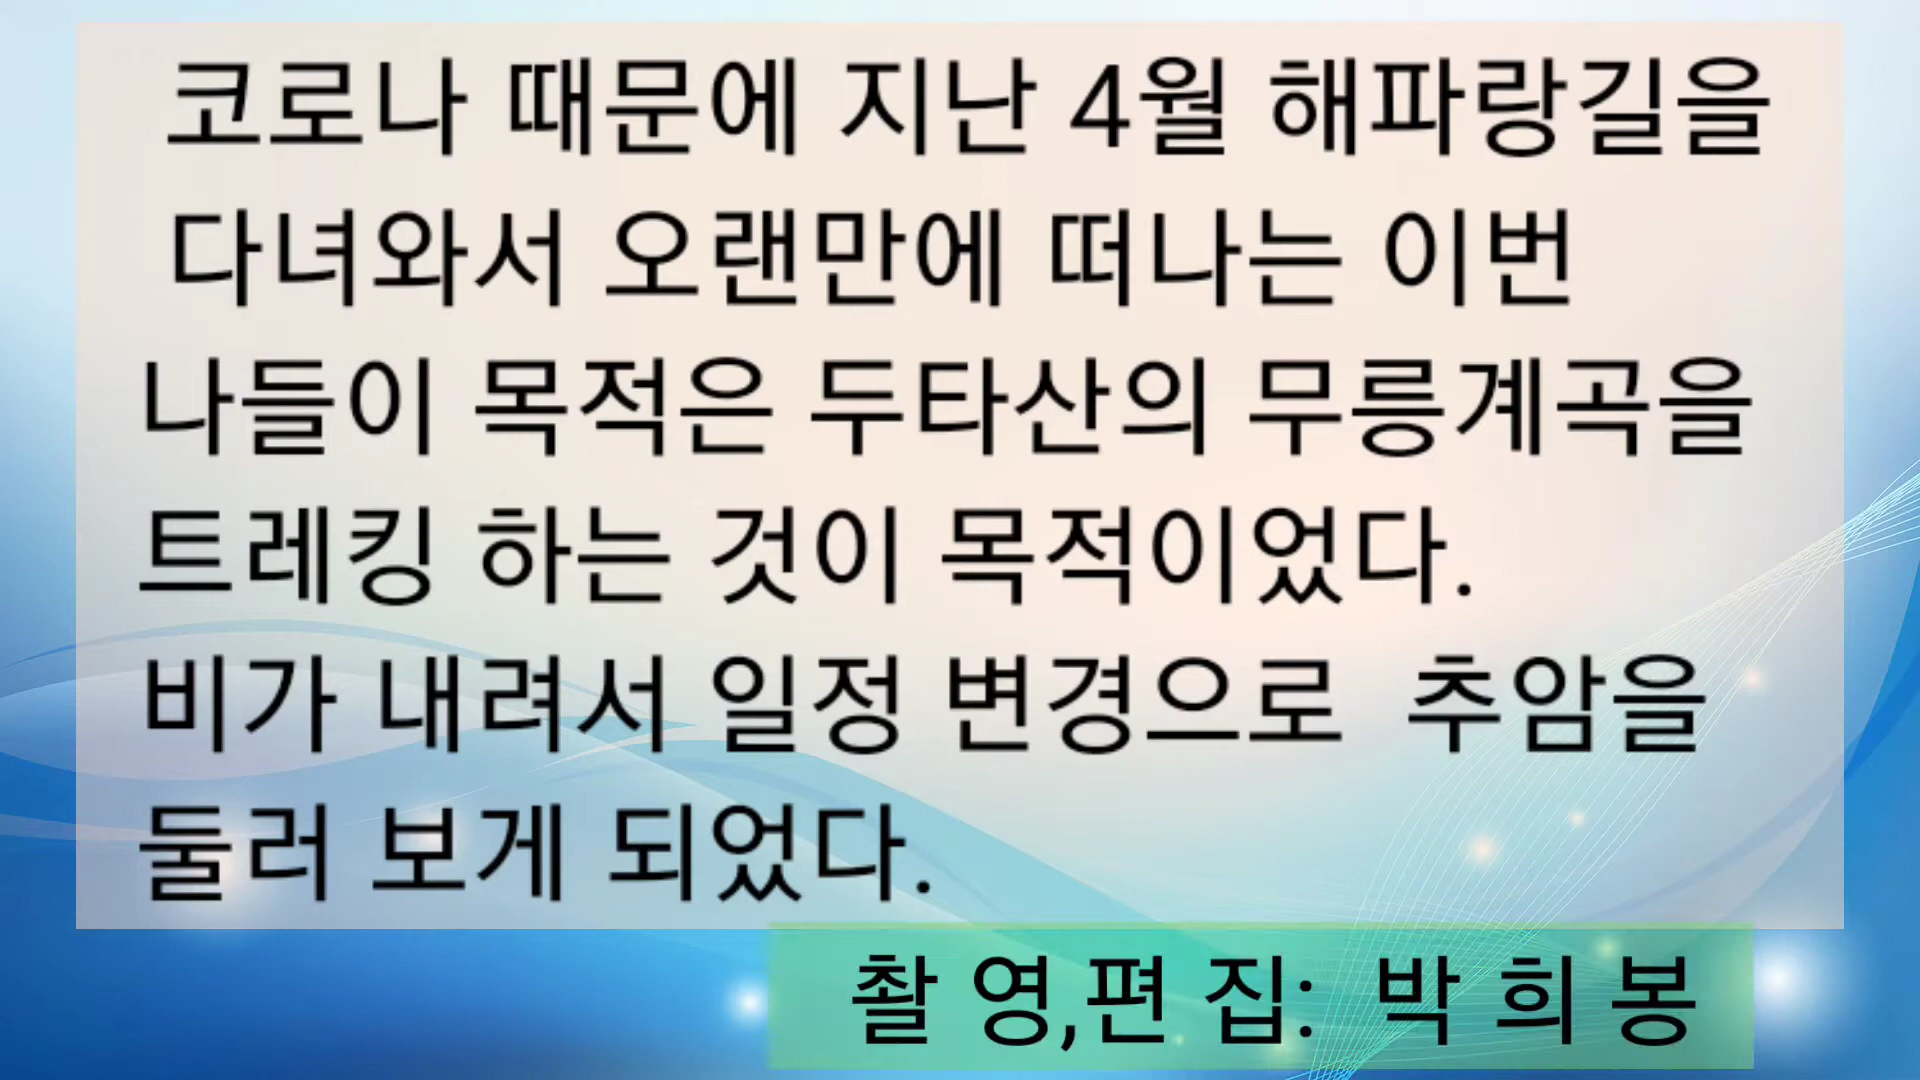 코로나 때문에 지난 4월 해파랑길을
다녀와서 오랜만에 떠나는 이번
나들이 목적은 두타산의 무릉계곡을
트레킹 하는 것이 목적이었다.
비가 내려서 일정 변경으로 추암을
둘러 보게 되었다.
촬 영,편 집: 박 희 봉